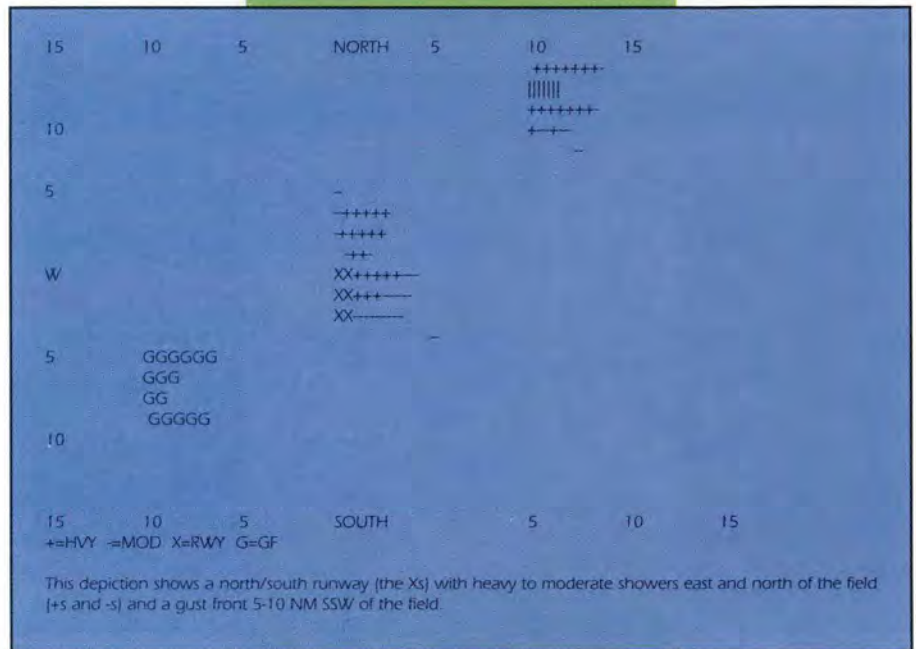 15 10 5 NORTH 5 10 15
+++++++-
|||||||
+++++++-
10 +--+--
-
5 -
-+++++
-+++++
-++-
W XX+++++---
XX+++-----
XX---------
-
5 GGGGGG
GGG
GG
GGGGG
10
15 10 5 SOUTH 5 10 15
+=HVY -=MOD X=RWY G=GF
This depiction shows a north/south runway (the Xs) with heavy to moderate showers east and north of the field
(+s and -s) and a gust front 5-10 NM SSW of the field.